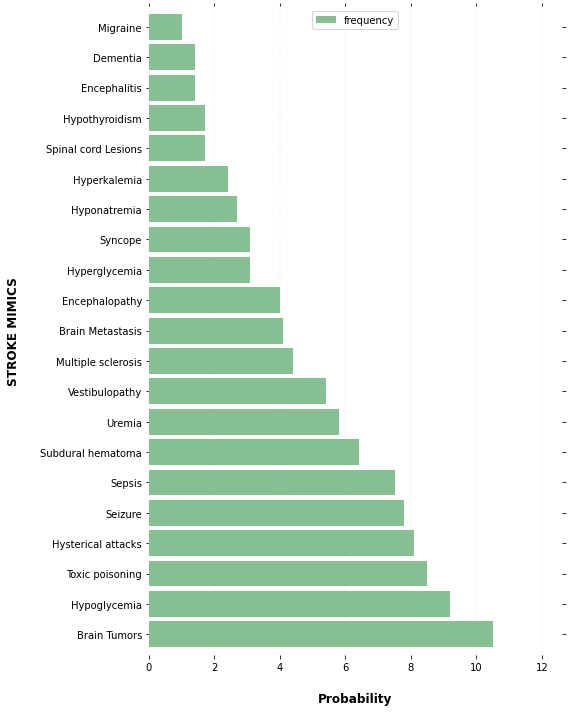 frequency
Migraine
Dementia
Encephalitis
Hypothyroidism
Spinal cord Lesions
Hyperkalemia
Hyponatremia
Syncope
Hyperglycemia
Encephalopathy
Brain Metastasis
Multiple sclerosis
Vestibulopathy
Uremia
Subdural hematoma
Sepsis
Seizure
Hysterical attacks
Toxic poisoning
Hypoglycemia
Brain Tumors
STROKE MIMICS
0 2 4 6 8 10 12
Probability